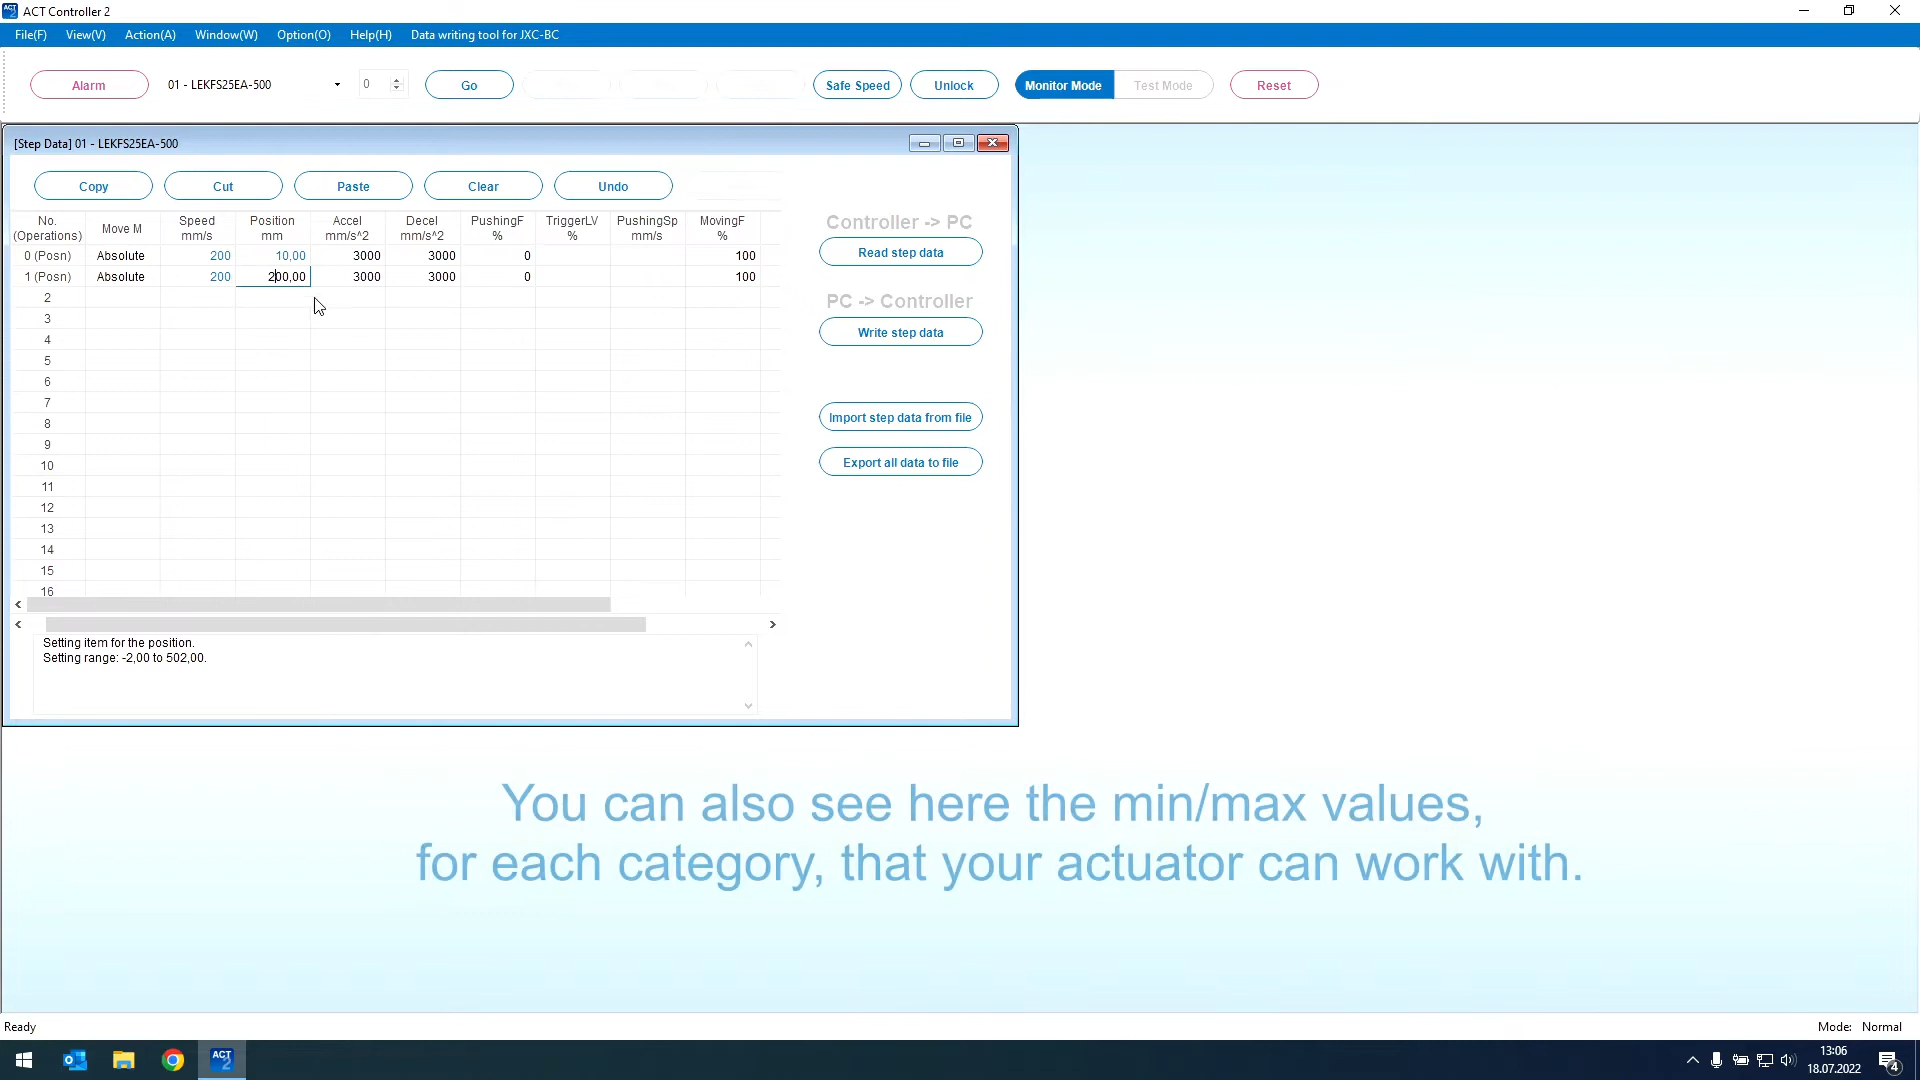 ACT Controller 2
File(F) View(V) Action(A) Window(W) Option(O) Help(H) Data writing tool for JXC-BC
Alarm 01 - LEKFS25EA-500 0 Go Safe Speed Unlock Monitor Mode Test Mode Reset
[Step Data] 01 - LEKFS25EA-500
Copy Cut Paste Clear Undo
No. Speed Position Accel Decel PushingF TriggerLV PushingSp MovingF
(Operations) Move M mm/s mm mm/s^2 mm/s^2 % % mm/s %
0 (Posn) Absolute 200 10,00 3000 3000 0 100
1 (Posn) Absolute 200 200,00 3000 3000 0 100
2
3
4
5
6
7
8
9
10
11
12
13
14
15
16
Controller -> PC
Read step data
PC -> Controller
Write step data
Import step data from file
Export all data to file
Setting item for the position.
Setting range: -2,00 to 502,00.
You can also see here the min/max values,
for each category, that your actuator can work with.
Ready Mode: Normal
ACT 2
13:06
18.07.2022
4